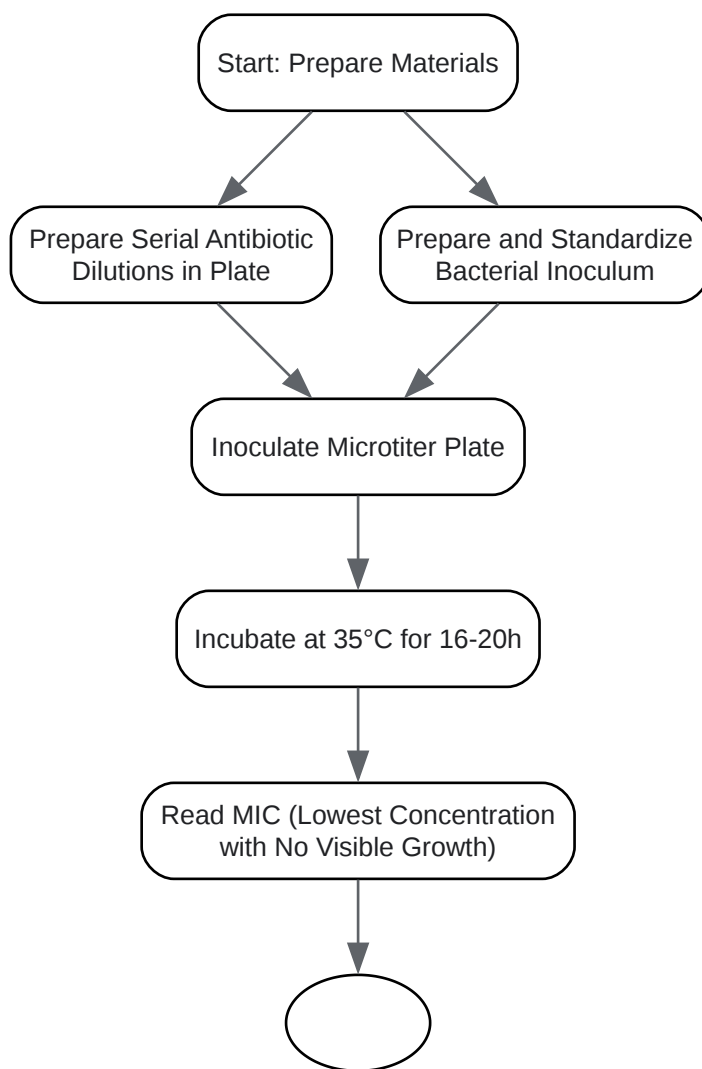 Start: Prepare Materials
Prepare Serial Antibiotic
Dilutions in Plate
Prepare and Standardize
Bacterial Inoculum
Inoculate Microtiter Plate
Incubate at 35°C for 16-20h
Read MIC (Lowest Concentration
with No Visible Growth)